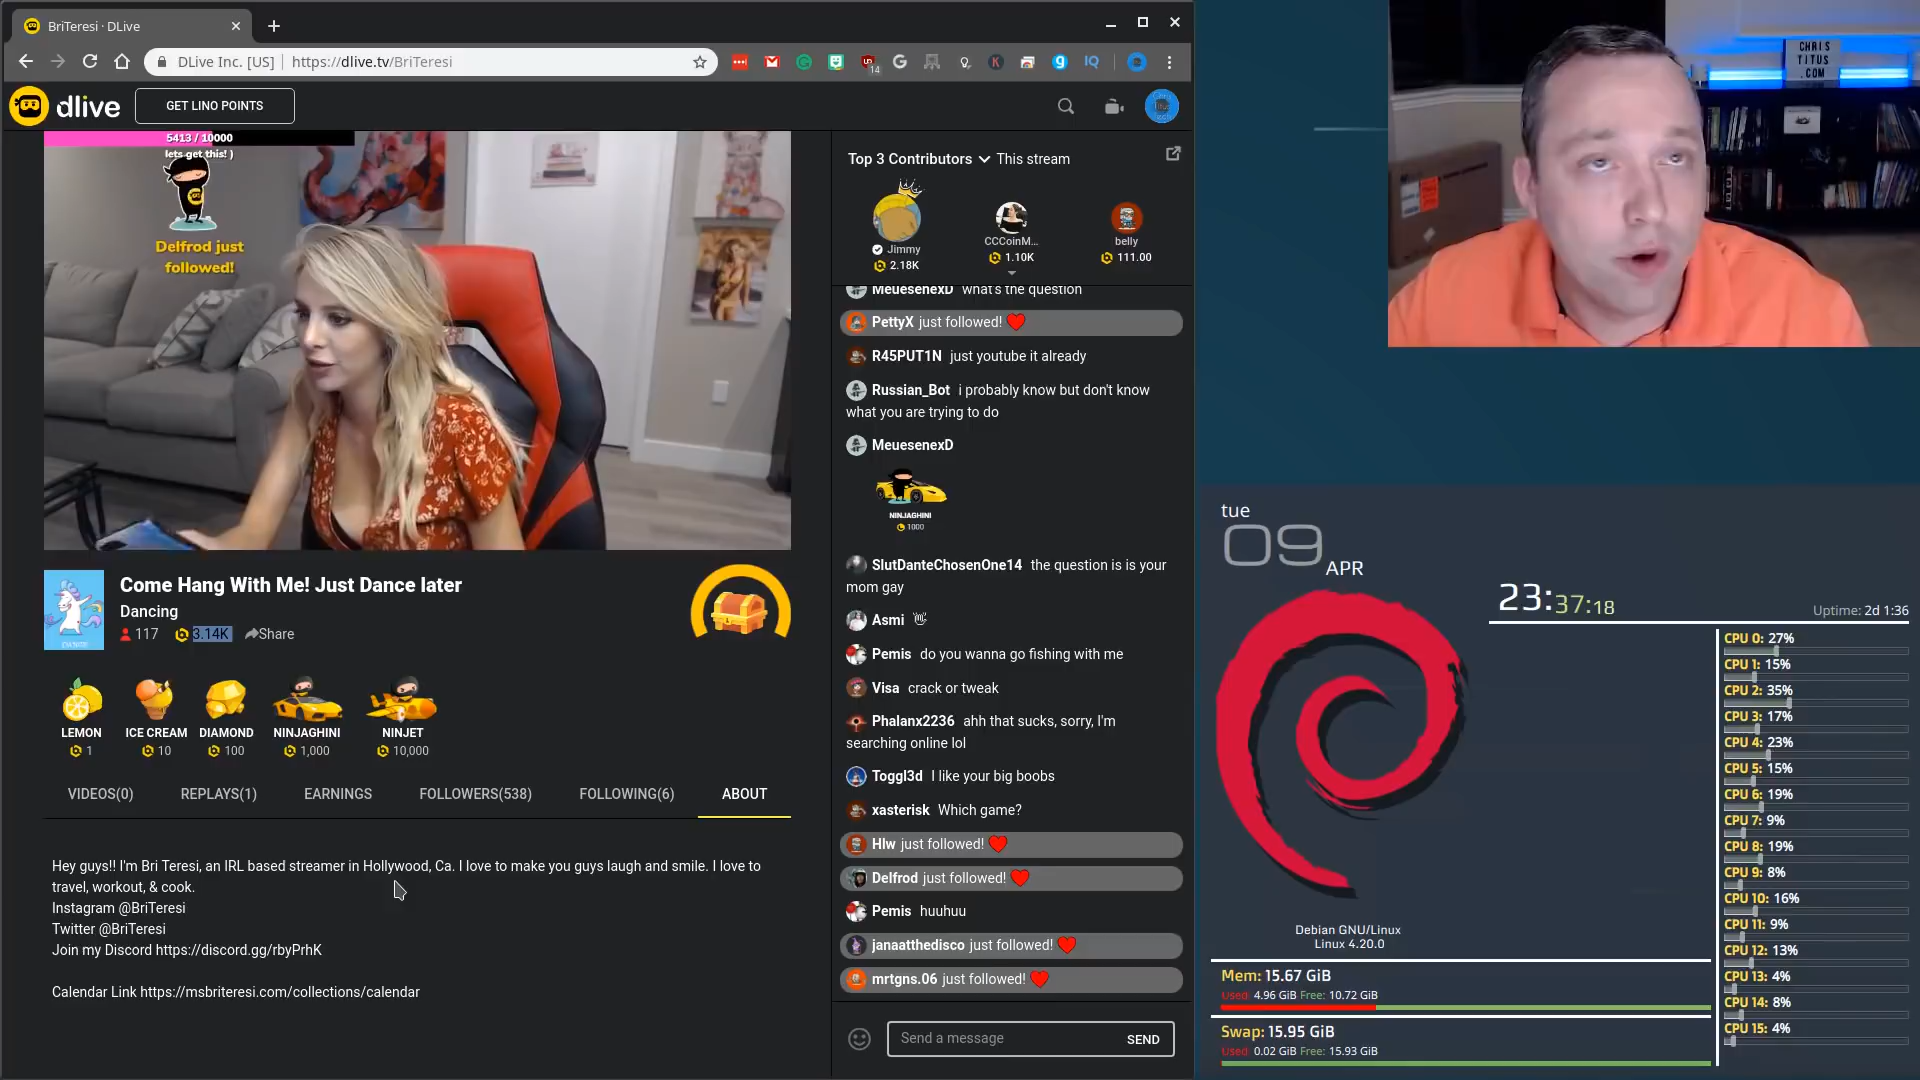 BriTeresi · DLive
DLive Inc. [US] | https://dlive.tv/BriTeresi
14
G
K
g
IQ
dlive
GET LINO POINTS
5413 / 10000
lets get this! )
Delfrod just
followed!
Top 3 Contributors This stream
Jimmy
2.18K
CCCoinM...
1.10K
belly
111.00
MeuesenexD what's the question
PettyX just followed!
R45PUT1N just youtube it already
Russian_Bot i probably know but don't know
what you are trying to do
MeuesenexD
NINJAGHINI
1000
SlutDanteChosenOne14 the question is is your
mom gay
Asmi
Pemis do you wanna go fishing with me
Visa crack or tweak
Phalanx2236 ahh that sucks, sorry, I'm
searching online lol
Toggl3d I like your big boobs
xasterisk Which game?
Hlw just followed!
Delfrod just followed!
Pemis huuhuu
janaatthedisco just followed!
mrtgns.06 just followed!
Send a message
SEND
Come Hang With Me! Just Dance later
Dancing
117 3.14K Share
LEMON
1
ICE CREAM
10
DIAMOND
100
NINJAGHINI
1,000
NINJET
10,000
VIDEOS(0) REPLAYS(1) EARNINGS FOLLOWERS(538) FOLLOWING(6) ABOUT
Hey guys!! I'm Bri Teresi, an IRL based streamer in Hollywood, Ca. I love to make you guys laugh and smile. I love to
travel, workout, & cook.
Instagram @BriTeresi
Twitter @BriTeresi
Join my Discord https://discord.gg/rbyPrhK
Calendar Link https://msbriteresi.com/collections/calendar
CHRIS
TITUS
.COM
tue
09
APR
23:37:18
Uptime: 2d 1:36
CPU 0: 27%
CPU 1: 15%
CPU 2: 35%
CPU 3: 17%
CPU 4: 23%
CPU 5: 15%
CPU 6: 19%
CPU 7: 9%
CPU 8: 19%
CPU 9: 8%
CPU 10: 16%
CPU 11: 9%
CPU 12: 13%
CPU 13: 4%
CPU 14: 8%
CPU 15: 4%
Debian GNU/Linux
Linux 4.20.0
Mem: 15.67 GiB
Used: 4.96 GiB Free: 10.72 GiB
Swap: 15.95 GiB
Used: 0.02 GiB Free: 15.93 GiB